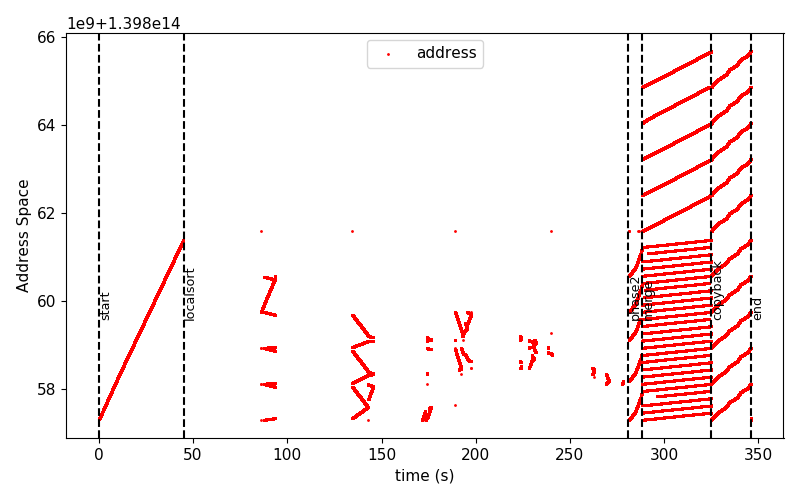 1e9+1.398e14
address
66
64
62
60
58
Address Space
start
localsort
phase2
merge
copyback
end
0
50
100
150
200
250
300
350
time (s)